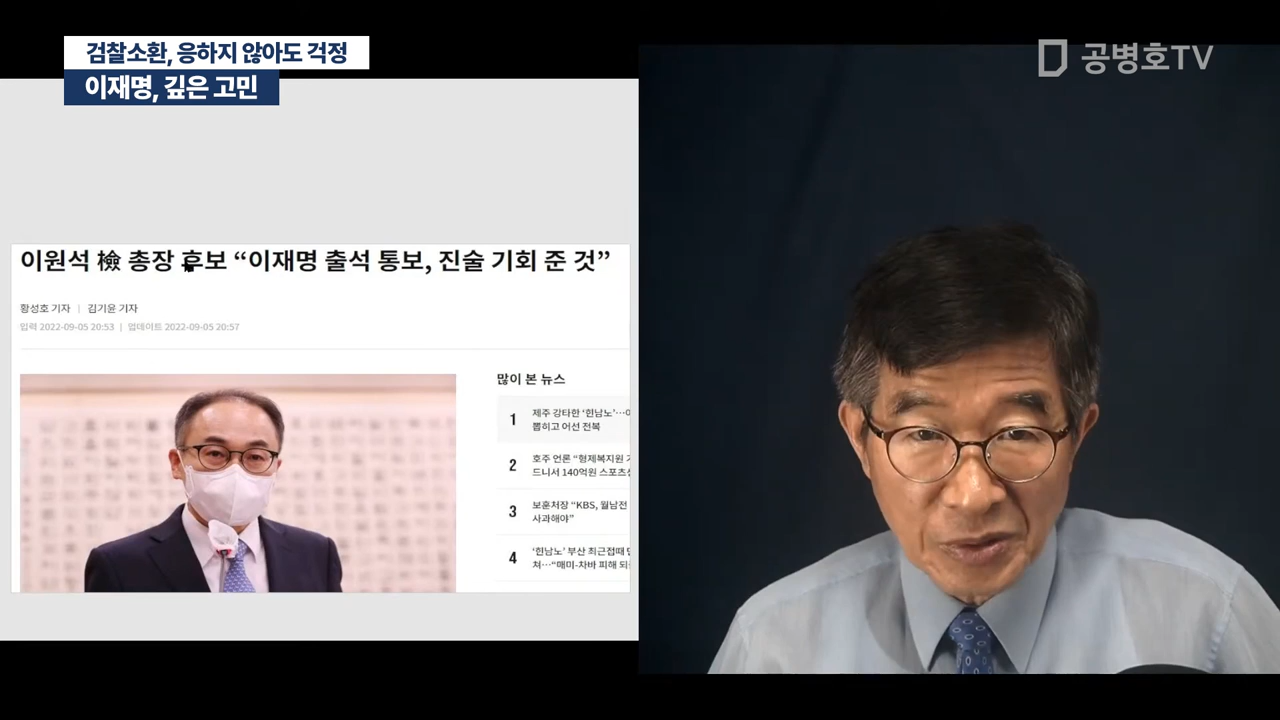 검찰소환, 응하지 않아도 걱정
이재명, 깊은 고민
공병호TV
이원석 檢 총장 후보 “이재명 출석 통보, 진술 기회 준 것”
황성호 기자 | 김기윤 기자
입력 2022-09-05 20:53 | 업데이트 2022-09-05 20:57
많이 본 뉴스
1 제주 강타한 ‘힌남노’…
뽑히고 어선 전복
2 호주 언론 “형제복지원
드니서 140억원 스포츠
3 보훈처장 “KBS, 월남전
사과해야”
4 ‘힌남노’ 부산 최근접때
쳐…“매미-차바 피해